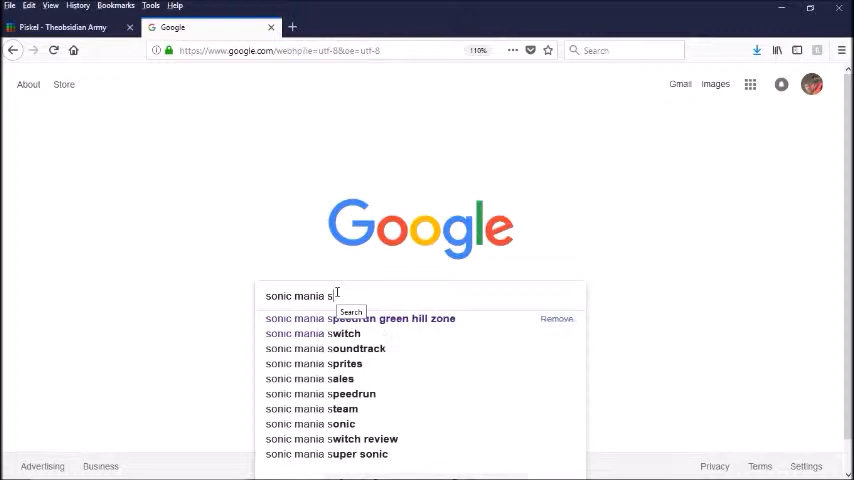 File Edit View History Bookmarks Tools Help
Piskel - Theobsidian Army Google
https://www.google.com/webhp?ie=utf-8&oe=utf-8 110% Search
About Store Gmail Images
Google
sonic mania s
Search
sonic mania speedrun green hill zone Remove
sonic mania switch
sonic mania soundtrack
sonic mania sprites
sonic mania sales
sonic mania speedrun
sonic mania steam
sonic mania sonic
sonic mania switch review
sonic mania super sonic
Advertising Business Privacy Terms Settings